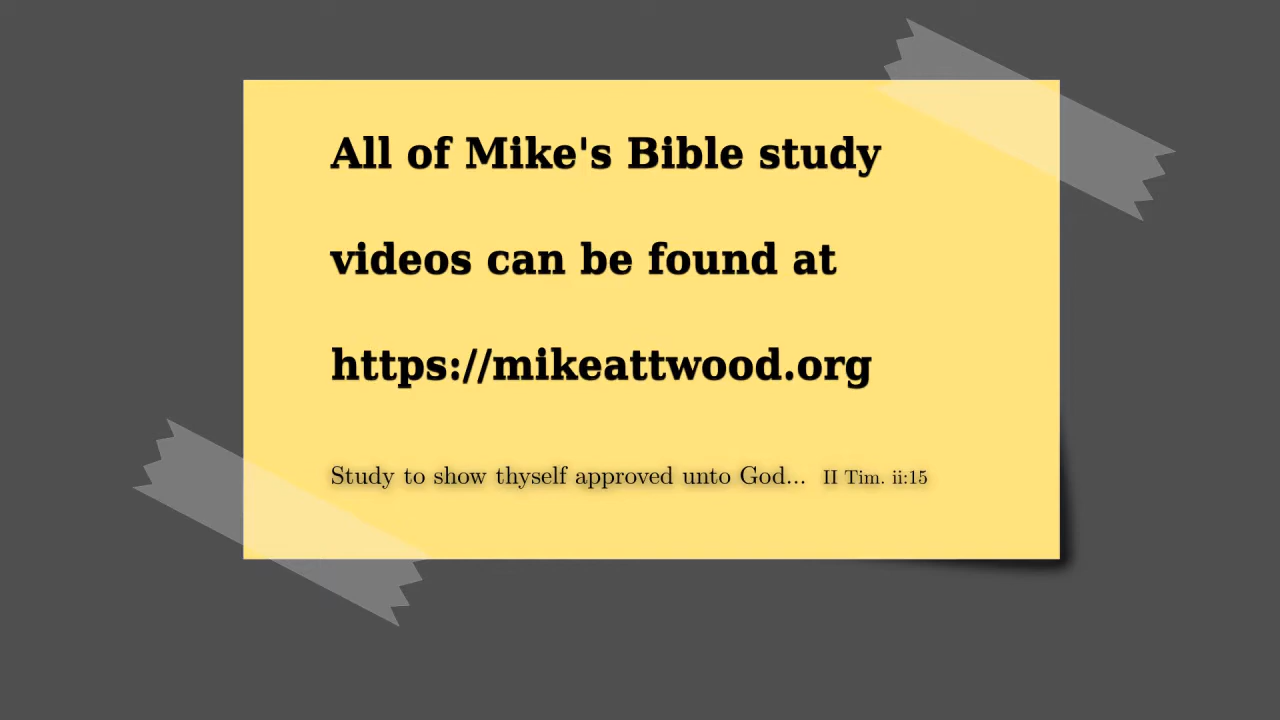 All of Mike's Bible study
videos can be found at
https://mikeattwood.org
Study to show thyself approved unto God... II Tim. ii:15